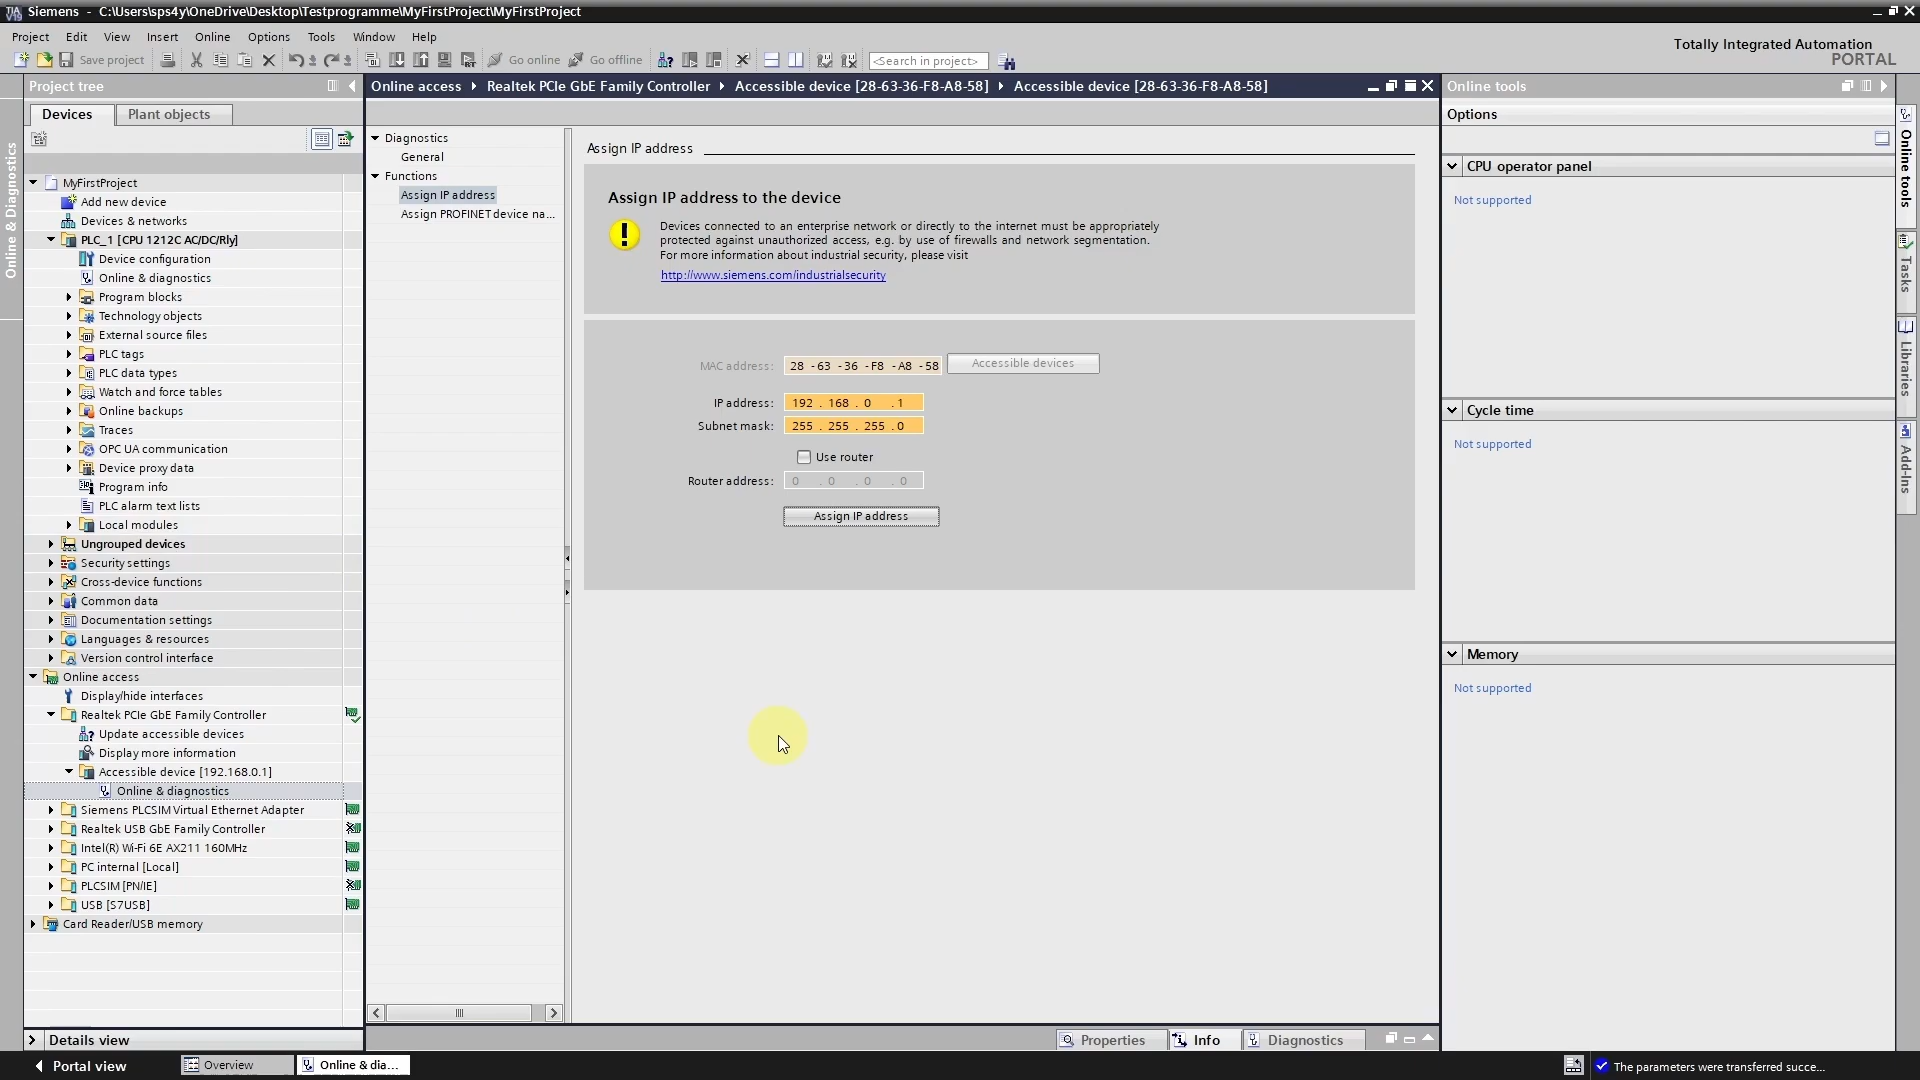 Siemens - C:\Users\sps4y\OneDrive\Desktop\Testprogramme\MyFirstProject\MyFirstProject
Project Edit View Insert Online Options Tools Window Help
Totally Integrated Automation
PORTAL
Save project
Go online
Go offline
<Search in project>
Online & Diagnostics
Project tree
Devices
Plant objects
MyFirstProject
Add new device
Devices & networks
PLC_1 [CPU 1212C AC/DC/Rly]
Device configuration
Online & diagnostics
Program blocks
Technology objects
External source files
PLC tags
PLC data types
Watch and force tables
Online backups
Traces
OPC UA communication
Device proxy data
Program info
PLC alarm text lists
Local modules
Ungrouped devices
Security settings
Cross-device functions
Common data
Documentation settings
Languages & resources
Version control interface
Online access
Display/hide interfaces
Realtek PCIe GbE Family Controller
Update accessible devices
Display more information
Accessible device [192.168.0.1]
Online & diagnostics
Siemens PLCSIM Virtual Ethernet Adapter
Realtek USB GbE Family Controller
Intel(R) Wi-Fi 6E AX211 160MHz
PC internal [Local]
PLCSIM [PN/IE]
USB [S7USB]
Card Reader/USB memory
Details view
Online access Realtek PCIe GbE Family Controller Accessible device [28-63-36-F8-A8-58] Accessible device [28-63-36-F8-A8-58]
Diagnostics
General
Functions
Assign IP address
Assign PROFINET device na...
Assign IP address
Assign IP address to the device
Devices connected to an enterprise network or directly to the internet must be appropriately
protected against unauthorized access, e.g. by use of firewalls and network segmentation.
For more information about industrial security, please visit
http://www.siemens.com/industrialsecurity
MAC address: 28 -63 -36 -F8 -A8 -58 Accessible devices
IP address: 192 . 168 . 0 . 1
Subnet mask: 255 . 255 . 255 . 0
Use router
Router address: 0 . 0 . 0 . 0
Assign IP address
Properties
Info
Diagnostics
Online tools
Options
CPU operator panel
Not supported
Cycle time
Not supported
Memory
Not supported
Online tools
Tasks
Libraries
Add-Ins
Portal view
Overview
Online & dia...
The parameters were transferred succe...